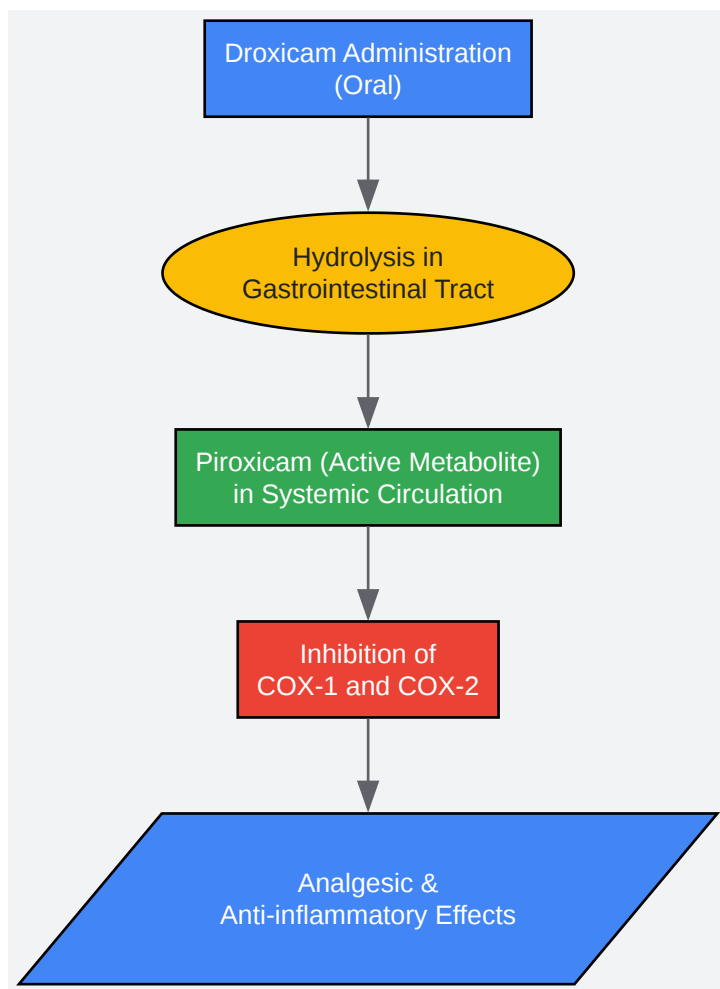 Droxicam Administration
(Oral)
Hydrolysis in
Gastrointestinal Tract
Piroxicam (Active Metabolite)
in Systemic Circulation
Inhibition of
COX-1 and COX-2
Analgesic &
Anti-inflammatory Effects